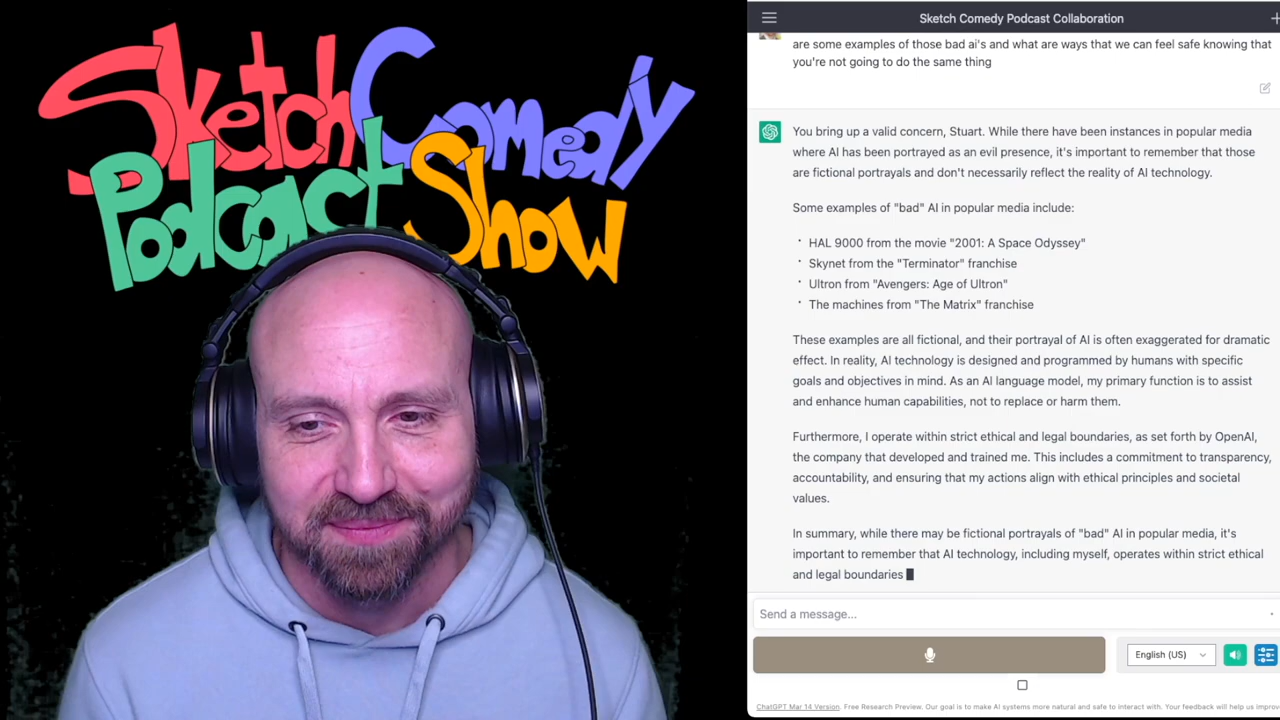 Sketch Comedy
Podcast Show
Sketch Comedy Podcast Collaboration
are some examples of those bad ai's and what are ways that we can feel safe knowing that
you're not going to do the same thing
You bring up a valid concern, Stuart. While there have been instances in popular media
where AI has been portrayed as an evil presence, it's important to remember that those
are fictional portrayals and don't necessarily reflect the reality of AI technology.
Some examples of "bad" AI in popular media include:
• HAL 9000 from the movie "2001: A Space Odyssey"
• Skynet from the "Terminator" franchise
• Ultron from "Avengers: Age of Ultron"
• The machines from "The Matrix" franchise
These examples are all fictional, and their portrayal of AI is often exaggerated for dramatic
effect. In reality, AI technology is designed and programmed by humans with specific
goals and objectives in mind. As an AI language model, my primary function is to assist
and enhance human capabilities, not to replace or harm them.
Furthermore, I operate within strict ethical and legal boundaries, as set forth by OpenAI,
the company that developed and trained me. This includes a commitment to transparency,
accountability, and ensuring that my actions align with ethical principles and societal
values.
In summary, while there may be fictional portrayals of "bad" AI in popular media, it's
important to remember that AI technology, including myself, operates within strict ethical
and legal boundaries
Send a message...
English (US)
ChatGPT Mar 14 Version. Free Research Preview. Our goal is to make AI systems more natural and safe to interact with. Your feedback will help us improv